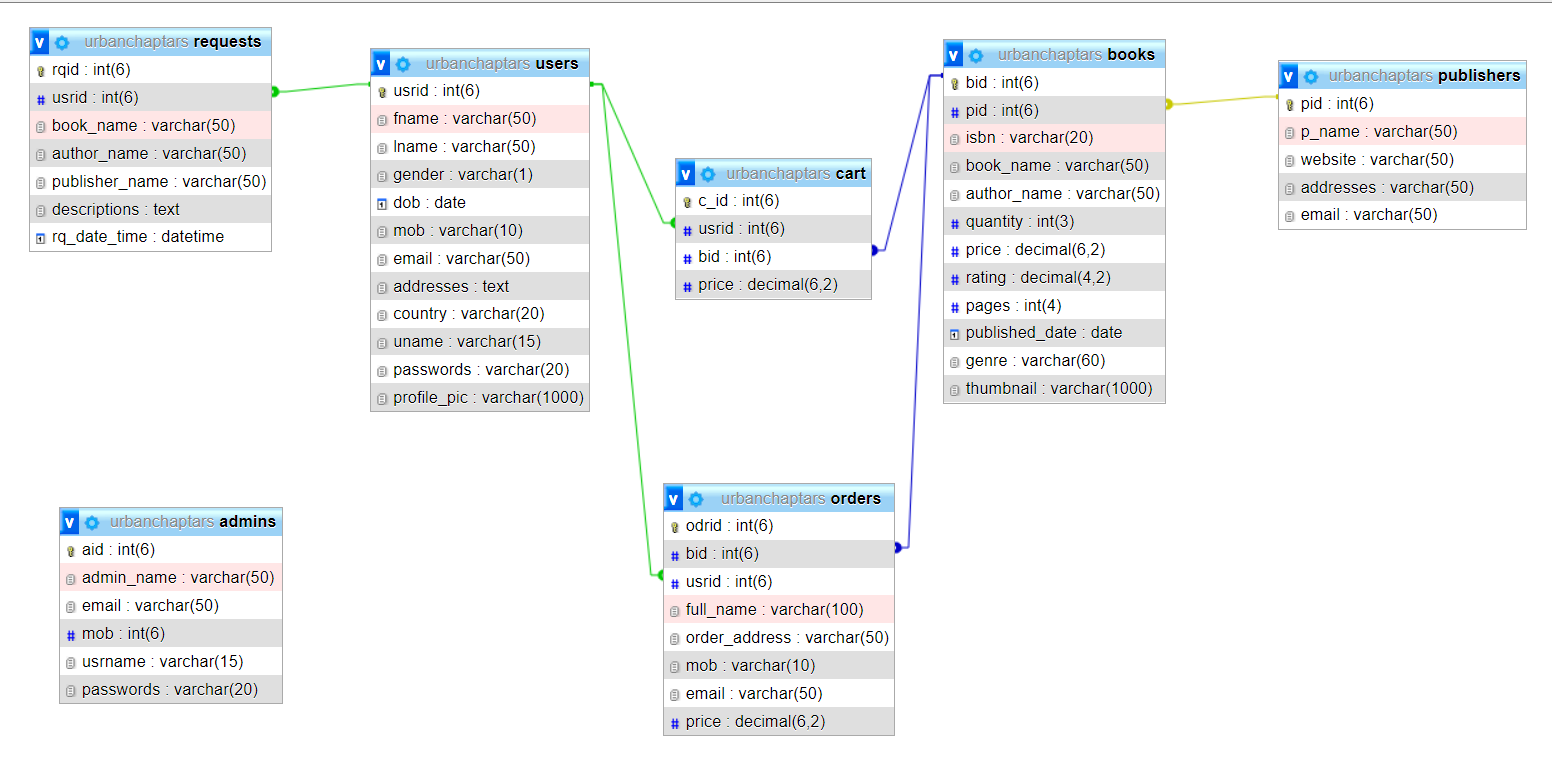 urbanchaptars requests
rqid : int(6)
usrid : int(6)
book_name : varchar(50)
author_name : varchar(50)
publisher_name : varchar(50)
descriptions : text
rq_date_time : datetime
urbanchaptars users
usrid : int(6)
fname : varchar(50)
lname : varchar(50)
gender : varchar(1)
dob : date
mob : varchar(10)
email : varchar(50)
addresses : text
country : varchar(20)
uname : varchar(15)
passwords : varchar(20)
profile_pic : varchar(1000)
urbanchaptars cart
c_id : int(6)
usrid : int(6)
bid : int(6)
price : decimal(6,2)
urbanchaptars books
bid : int(6)
pid : int(6)
isbn : varchar(20)
book_name : varchar(50)
author_name : varchar(50)
quantity : int(3)
price : decimal(6,2)
rating : decimal(4,2)
pages : int(4)
published_date : date
genre : varchar(60)
thumbnail : varchar(1000)
urbanchaptars publishers
pid : int(6)
p_name : varchar(50)
website : varchar(50)
addresses : varchar(50)
email : varchar(50)
urbanchaptars admins
aid : int(6)
admin_name : varchar(50)
email : varchar(50)
mob : int(6)
usrname : varchar(15)
passwords : varchar(20)
urbanchaptars orders
odrid : int(6)
bid : int(6)
usrid : int(6)
full_name : varchar(100)
order_address : varchar(50)
mob : varchar(10)
email : varchar(50)
price : decimal(6,2)